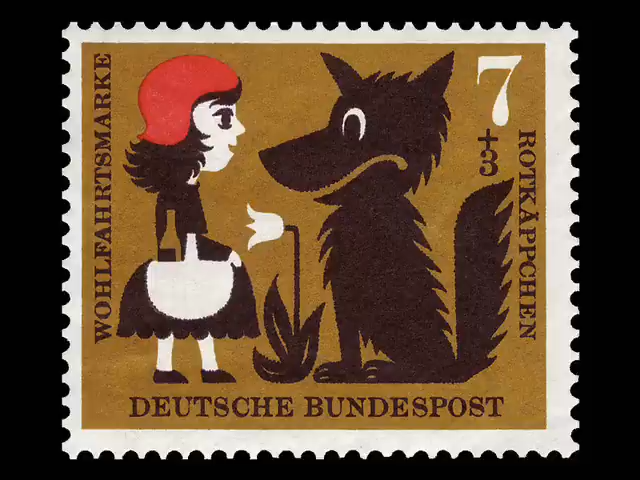 WOHLFAHRTSMARKE
7
+3
ROTKÄPPCHEN
DEUTSCHE BUNDESPOST